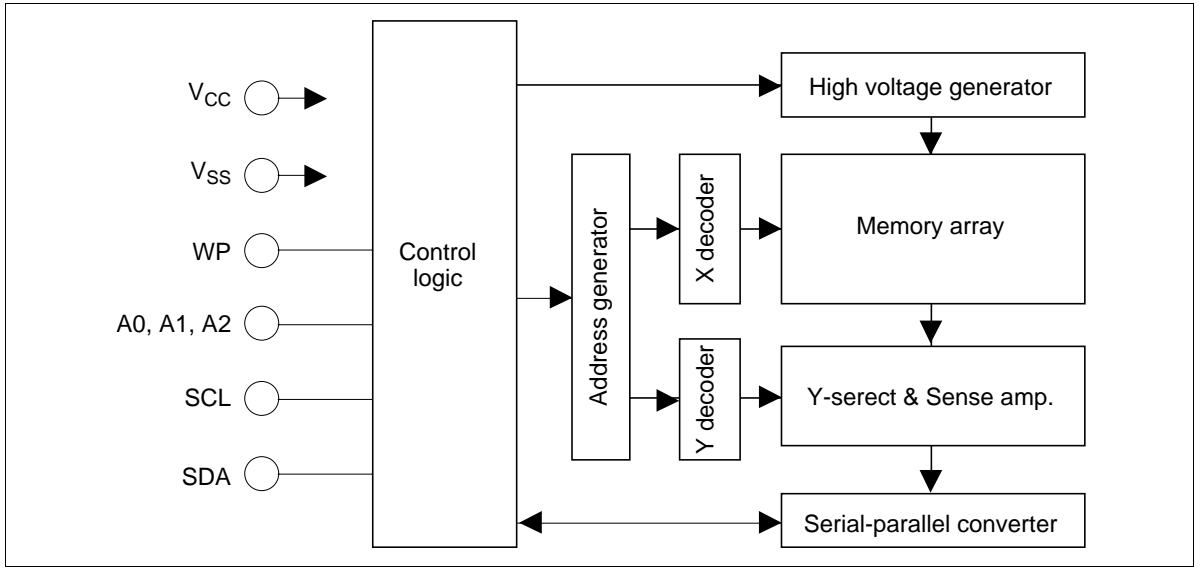 VCC
VSS
WP
A0, A1, A2
SCL
SDA
Control
logic
Address generator
X decoder
Y decoder
High voltage generator
Memory array
Y-serect & Sense amp.
Serial-parallel converter